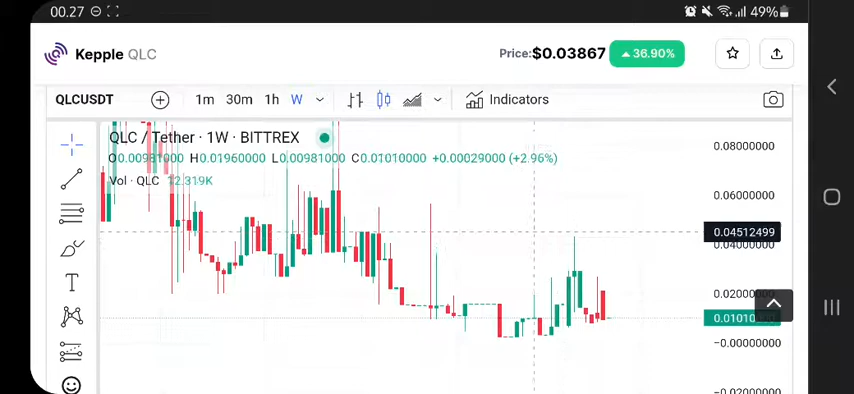 00.27
49%
Kepple QLC
Price:$0.03867
36.90%
QLCUSDT
1m 30m 1h W
Indicators
QLC / Tether · 1W · BITTREX
O0.00981000 H0.01960000 L0.00981000 C0.01010000 +0.00029000 (+2.96%)
Vol · QLC 12.319K
0.08000000
0.06000000
0.04512499
0.04000000
0.02000000
−0.00000000
−0.02000000
T